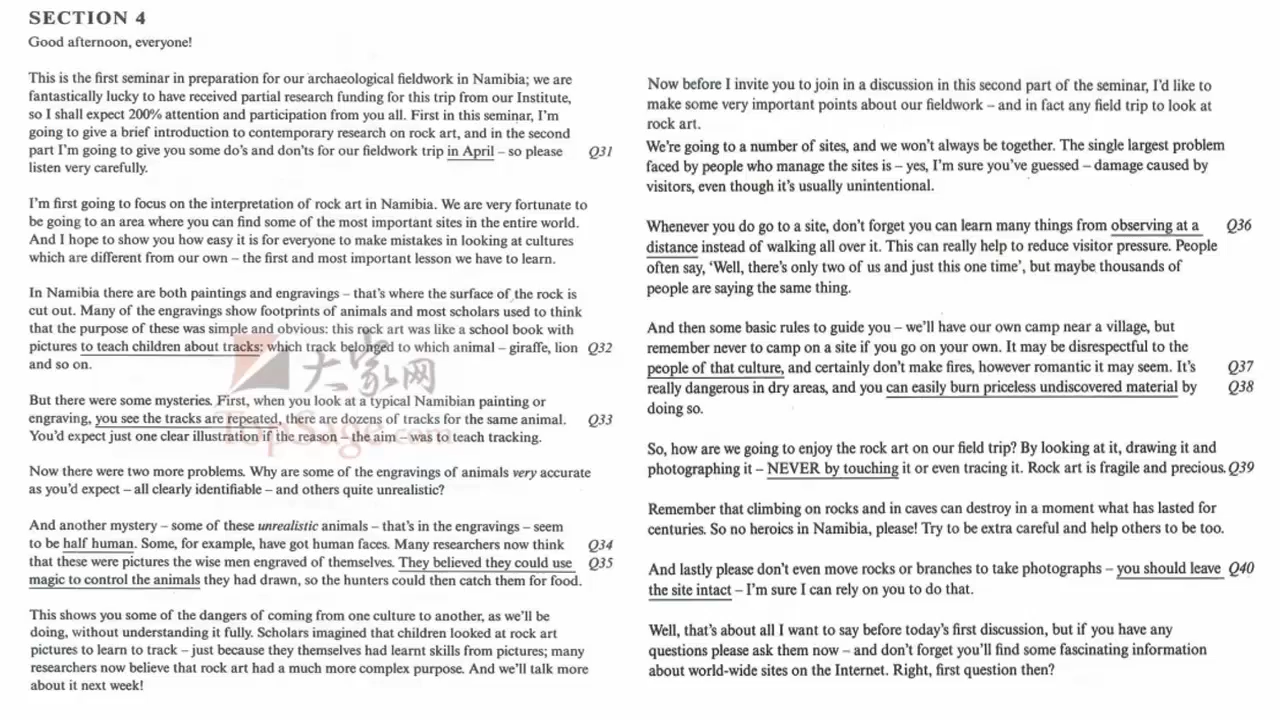 SECTION 4
Good afternoon, everyone!
This is the first seminar in preparation for our archaeological fieldwork in Namibia; we are
fantastically lucky to have received partial research funding for this trip from our Institute,
so I shall expect 200% attention and participation from you all. First in this seminar, I'm
going to give a brief introduction to contemporary research on rock art, and in the second
part I'm going to give you some do's and don'ts for our fieldwork trip in April – so please Q31
listen very carefully.
I'm first going to focus on the interpretation of rock art in Namibia. We are very fortunate to
be going to an area where you can find some of the most important sites in the entire world.
And I hope to show you how easy it is for everyone to make mistakes in looking at cultures
which are different from our own – the first and most important lesson we have to learn.
In Namibia there are both paintings and engravings – that's where the surface of the rock is
cut out. Many of the engravings show footprints of animals and most scholars used to think
that the purpose of these was simple and obvious: this rock art was like a school book with
pictures to teach children about tracks: which track belonged to which animal – giraffe, lion Q32
and so on.
But there were some mysteries. First, when you look at a typical Namibian painting or
engraving, you see the tracks are repeated, there are dozens of tracks for the same animal. Q33
You'd expect just one clear illustration if the reason – the aim – was to teach tracking.
Now there were two more problems. Why are some of the engravings of animals very accurate
as you'd expect – all clearly identifiable – and others quite unrealistic?
And another mystery – some of these unrealistic animals – that's in the engravings – seem
to be half human. Some, for example, have got human faces. Many researchers now think Q34
that these were pictures the wise men engraved of themselves. They believed they could use Q35
magic to control the animals they had drawn, so the hunters could then catch them for food.
This shows you some of the dangers of coming from one culture to another, as we'll be
doing, without understanding it fully. Scholars imagined that children looked at rock art
pictures to learn to track – just because they themselves had learnt skills from pictures; many
researchers now believe that rock art had a much more complex purpose. And we'll talk more
about it next week!
Now before I invite you to join in a discussion in this second part of the seminar, I'd like to
make some very important points about our fieldwork – and in fact any field trip to look at
rock art.
We're going to a number of sites, and we won't always be together. The single largest problem
faced by people who manage the sites is – yes, I'm sure you've guessed – damage caused by
visitors, even though it's usually unintentional.
Whenever you do go to a site, don't forget you can learn many things from observing at a Q36
distance instead of walking all over it. This can really help to reduce visitor pressure. People
often say, 'Well, there's only two of us and just this one time', but maybe thousands of
people are saying the same thing.
And then some basic rules to guide you – we'll have our own camp near a village, but
remember never to camp on a site if you go on your own. It may be disrespectful to the
people of that culture, and certainly don't make fires, however romantic it may seem. It's Q37
really dangerous in dry areas, and you can easily burn priceless undiscovered material by Q38
doing so.
So, how are we going to enjoy the rock art on our field trip? By looking at it, drawing it and
photographing it – NEVER by touching it or even tracing it. Rock art is fragile and precious. Q39
Remember that climbing on rocks and in caves can destroy in a moment what has lasted for
centuries. So no heroics in Namibia, please! Try to be extra careful and help others to be too.
And lastly please don't even move rocks or branches to take photographs – you should leave Q40
the site intact – I'm sure I can rely on you to do that.
Well, that's about all I want to say before today's first discussion, but if you have any
questions please ask them now – and don't forget you'll find some fascinating information
about world-wide sites on the Internet. Right, first question then?
大家网
TopSage.com